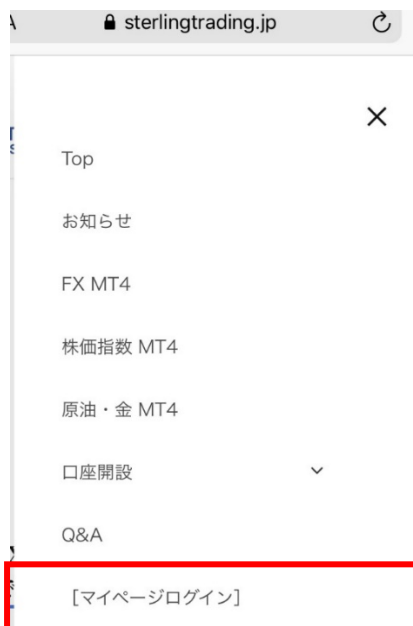 sterlingtrading.jp
Top
お知らせ
FX MT4
株価指数 MT4
原油・金 MT4
口座開設
Q&A
［マイページログイン］